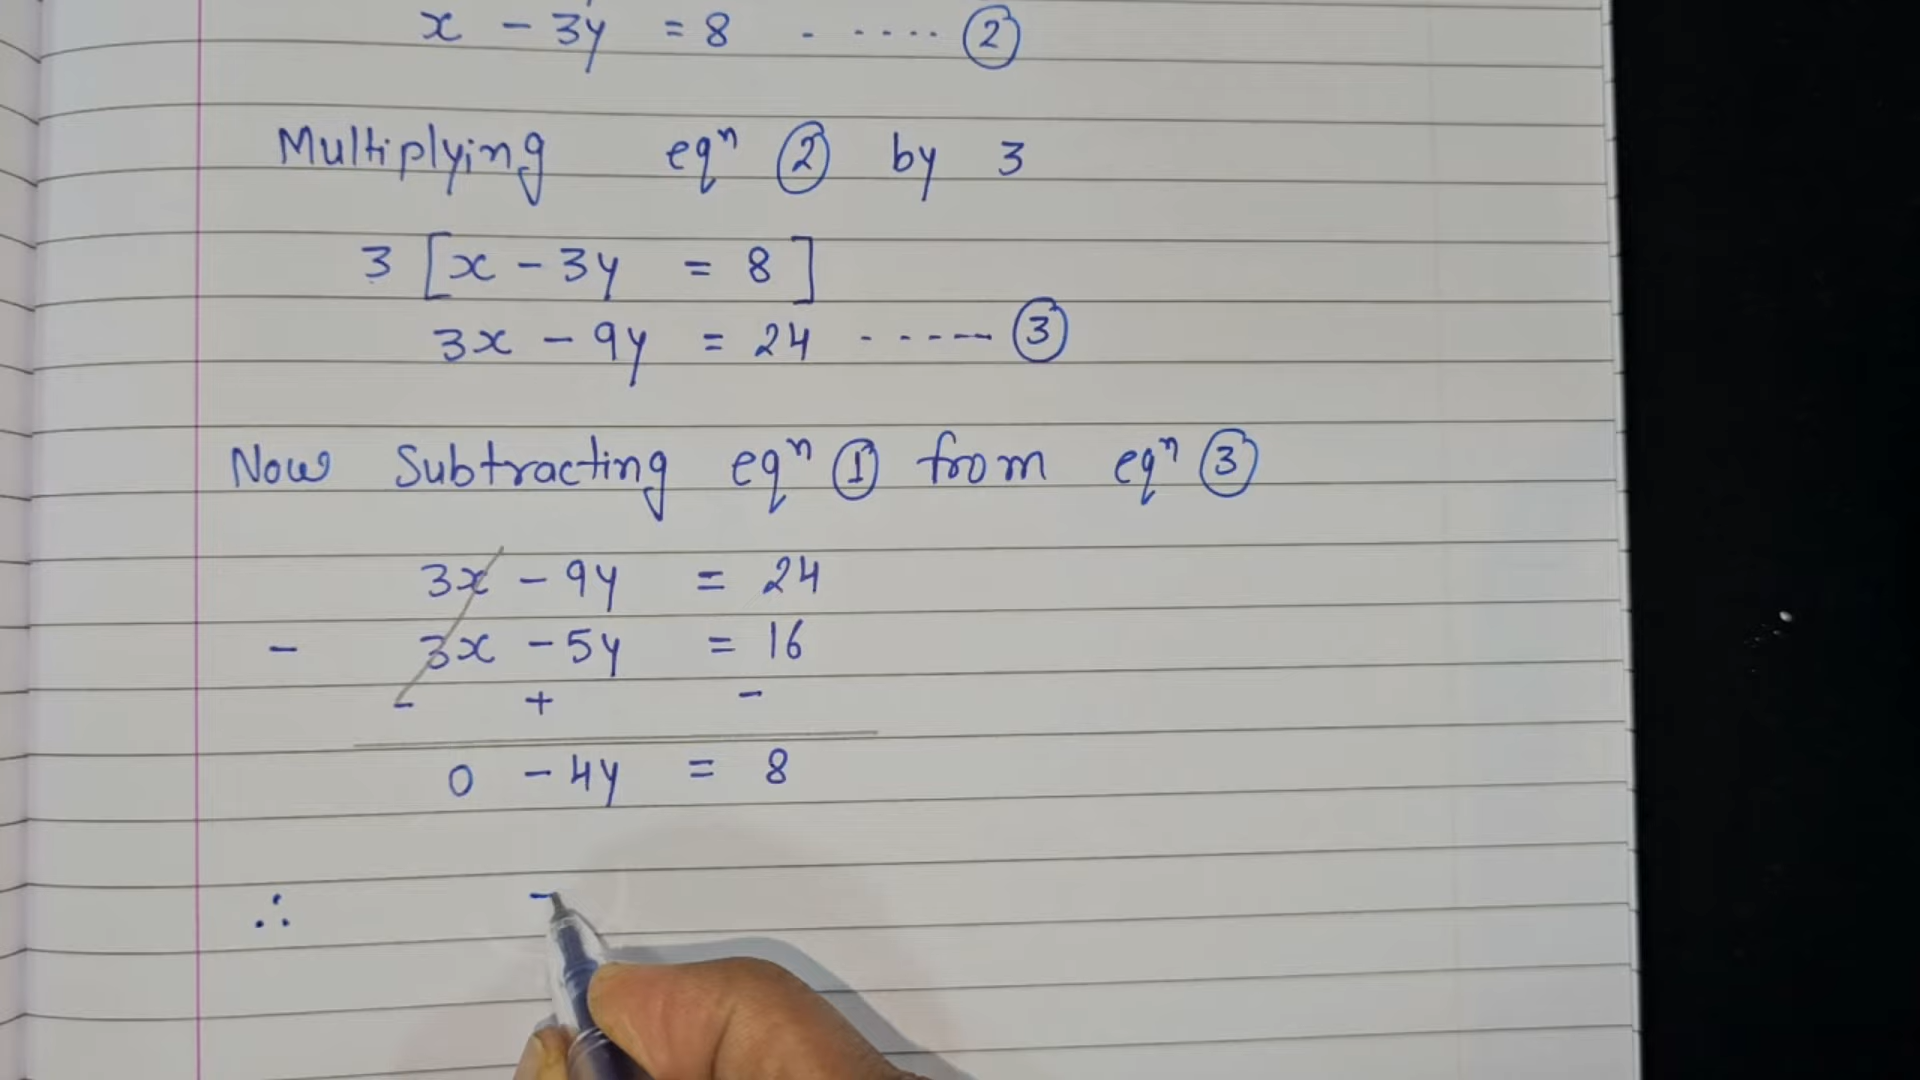 x - 3y = 8 - ..... ②
Multiplying eqⁿ ② by 3
3 [x - 3y = 8]
3x - 9y = 24 ------ ③
Now Subtracting eqⁿ ① from eqⁿ ③
3x - 9y = 24
- 3x - 5y = 16
- + -
0 - 4y = 8
∴ -